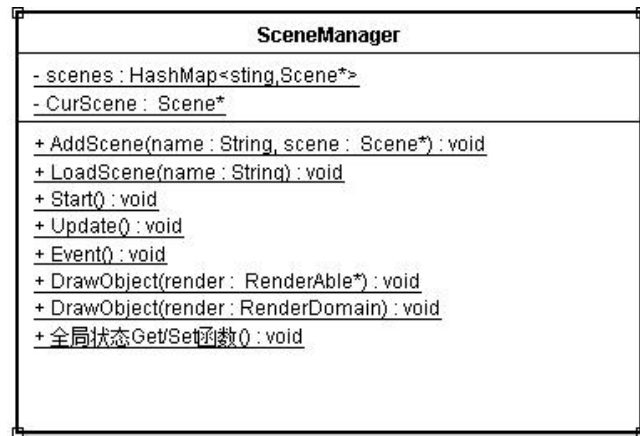 SceneManager
- scenes : HashMap<sting,Scene*>
- CurScene :  Scene*
+ AddScene(name : String, scene :  Scene*) : void
+ LoadScene(name : String) : void
+ Start() : void
+ Update() : void
+ Event() : void
+ DrawObject(render :  RenderAble*) : void
+ DrawObject(render : RenderDomain) : void
+ 全局状态Get/Set函数() : void